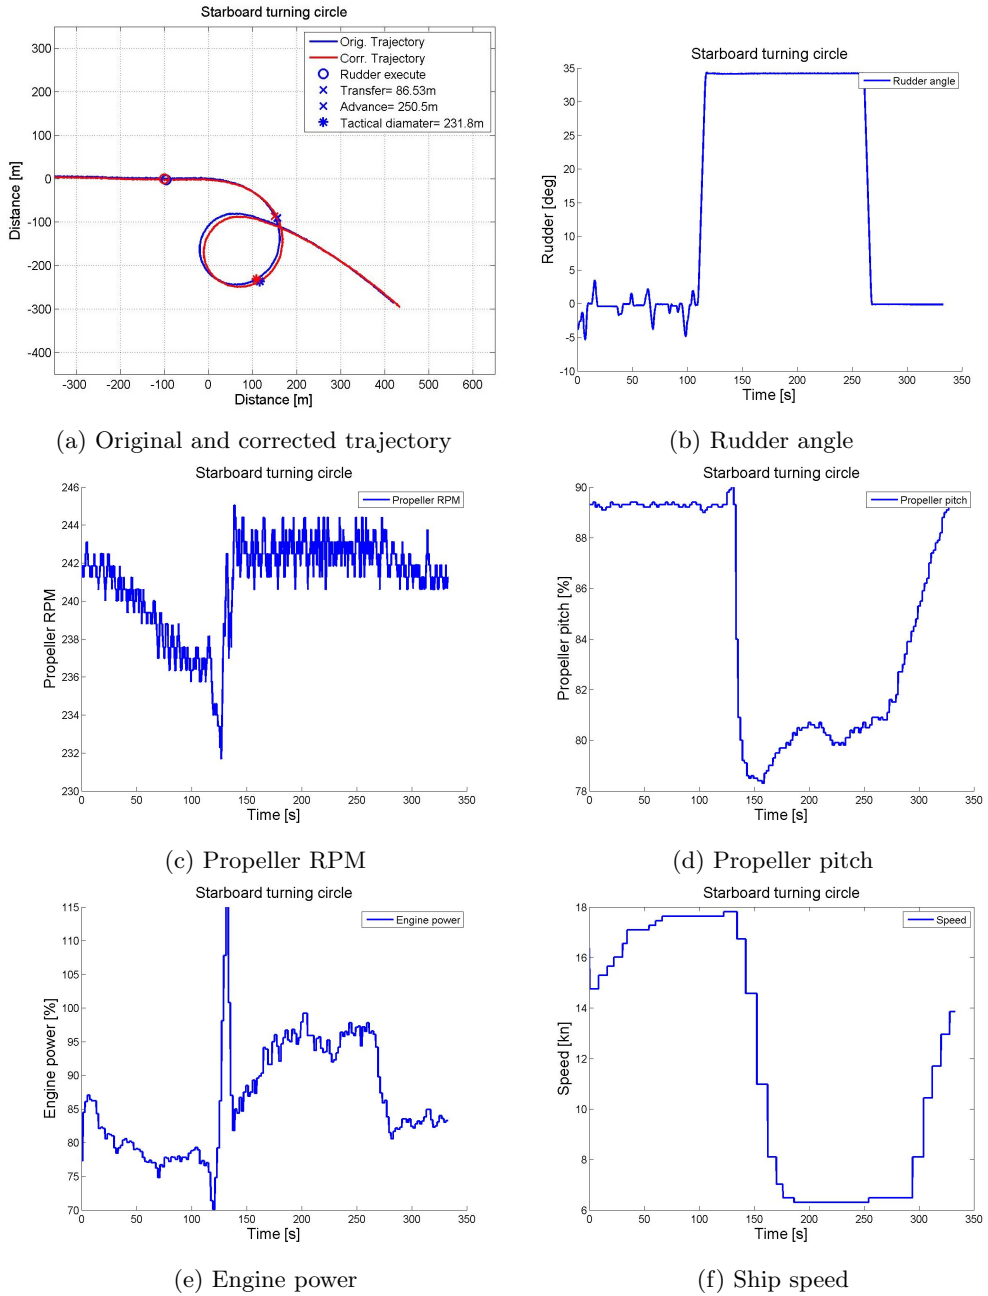 Starboard turning circle
Orig. Trajectory
Corr. Trajectory
Rudder execute
Transfer= 86.53m
Advance= 250.5m
Tactical diamater= 231.8m
Distance [m]
300
200
100
0
-100
-200
-300
-400
-300 -200 -100 0 100 200 300 400 500 600
Distance [m]
(a) Original and corrected trajectory
Starboard turning circle
Rudder angle
Rudder [deg]
35
30
25
20
15
10
5
0
-5
-10
0 50 100 150 200 250 300 350
Time [s]
(b) Rudder angle
Starboard turning circle
Propeller RPM
Propeller RPM
246
244
242
240
238
236
234
232
230
0 50 100 150 200 250 300 350
Time [s]
(c) Propeller RPM
Starboard turning circle
Propeller pitch
Propeller pitch [%]
90
88
86
84
82
80
78
0 50 100 150 200 250 300 350
Time [s]
(d) Propeller pitch
Starboard turning circle
Engine power
Engine power [%]
115
110
105
100
95
90
85
80
75
70
0 50 100 150 200 250 300 350
Time [s]
(e) Engine power
Starboard turning circle
Speed
Speed [kn]
18
16
14
12
10
8
6
0 50 100 150 200 250 300 350
Time [s]
(f) Ship speed